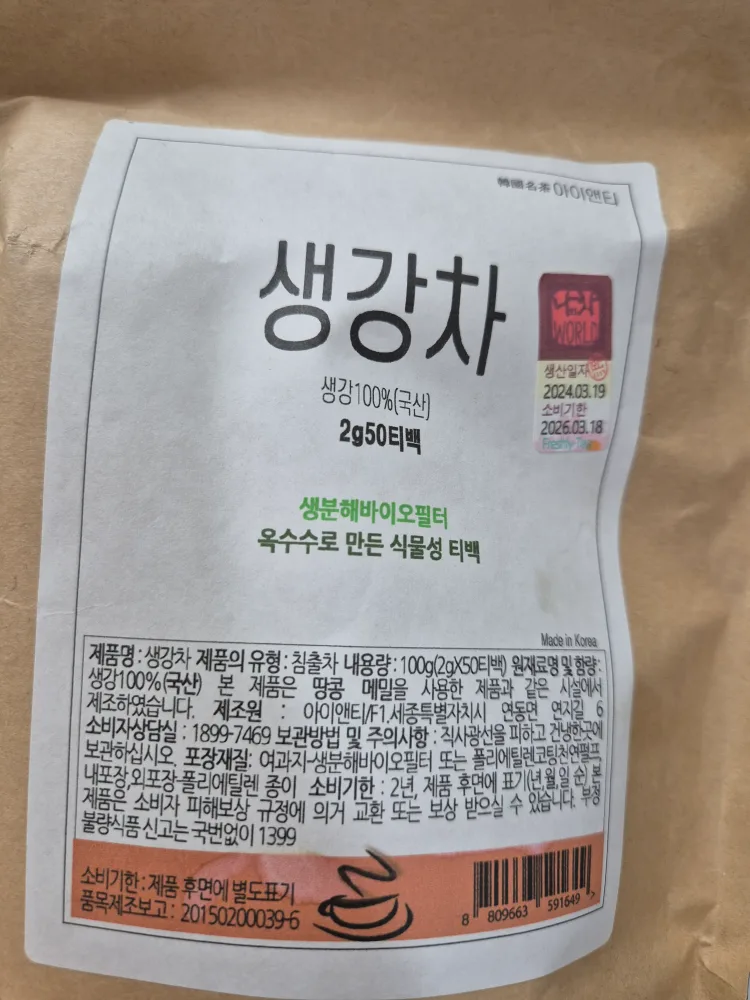 韓國名茶 아이앤티
생강차
생강100%(국산)
2g50티백
WORLD
생산일자
2024.03.19
소비기한
2026.03.18
생분해바이오필터
옥수수로 만든 식물성 티백
Made in Korea
제품명 : 생강차 제품의 유형 : 침출차 내용량 : 100g(2gX50티백) 원재료명 및 함량 :
생강100%(국산) 본 제품은 땅콩 메밀을 사용한 제품과 같은 시설에서
제조하였습니다. 제조원 : 아이앤티/F1.세종특별자치시 연동면 연지길 6
소비자상담실 : 1899-7469 보관방법 및 주의사항 : 직사광선을 피하고 건냉한곳에
보관하십시오. 포장재질: 여과지-생분해바이오필터 또는 폴리에틸렌코팅천연펄프,
내포장,외포장-폴리에틸렌 종이 소비기한 : 2년, 제품 후면에 표기(년,월,일 순) 본
제품은 소비자 피해보상 규정에 의거 교환 또는 보상 받으실 수 있습니다. 부정
불량식품 신고는 국번없이 1399
소비기한 : 제품 후면에 별도표기
품목제조보고 : 20150200039-6
8 809663 591649 >